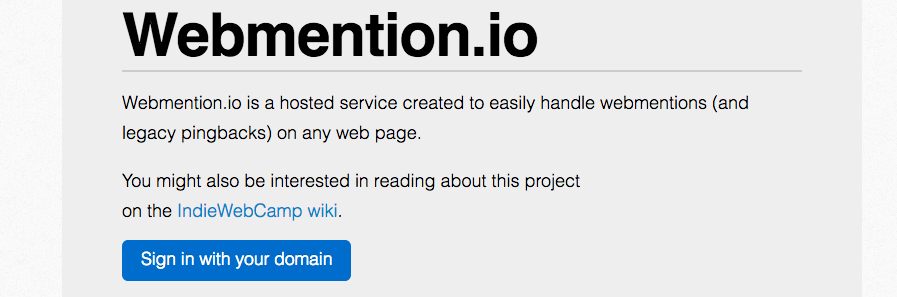 Webmention.io
Webmention.io is a hosted service created to easily handle webmentions (and
legacy pingbacks) on any web page.
You might also be interested in reading about this project
on the IndieWebCamp wiki.
Sign in with your domain